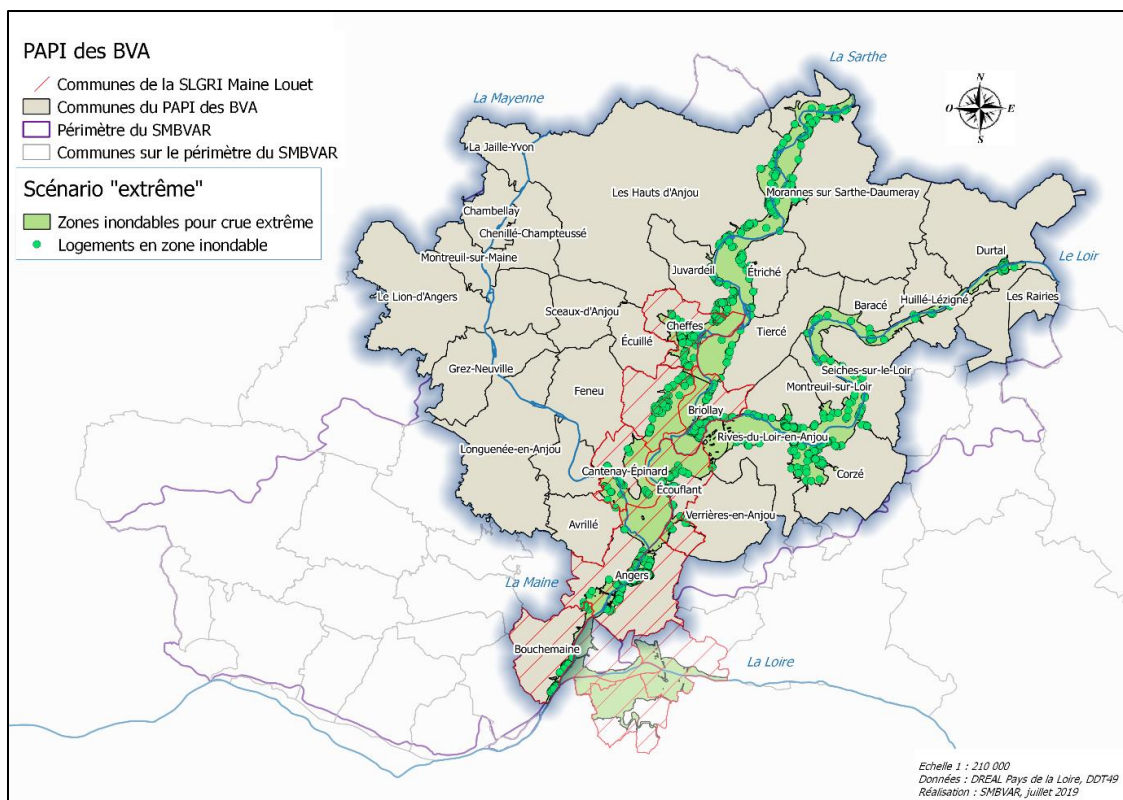 PAPI des BVA
Communes de la SLGRI Maine Louet
Communes du PAPI des BVA
Périmètre du SMBVAR
Communes sur le périmètre du SMBVAR
Scénario "extrême"
Zones inondables pour crue extrême
Logements en zone inondable
La Sarthe
La Mayenne
N
O
E
S
La Jaille-Yvon
Les Hauts d'Anjou
Morannes sur Sarthe-Daumeray
Chambellay
Chenillé-Champteussé
Montreuil-sur-Maine
Durtal
Le Loir
Juvardeil
Étriché
Le Lion-d'Angers
Baracé
Huillé-Lézigné
Les Rairies
Sceaux-d'Anjou
Cheffes
Tiercé
Écuillé
Grez-Neuville
Seiches-sur-le-Loir
Feneu
Montreuil-sur-Loir
Briollay
Rives-du-Loir-en-Anjou
Longuenée-en-Anjou
Cantenay-Épinard
Corzé
Écouflant
Avrillé
Verrières-en-Anjou
La Maine
Angers
Bouchemaine
La Loire
Echelle 1 : 210 000
Données : DREAL Pays de la Loire, DDT49
Réalisation : SMBVAR, juillet 2019